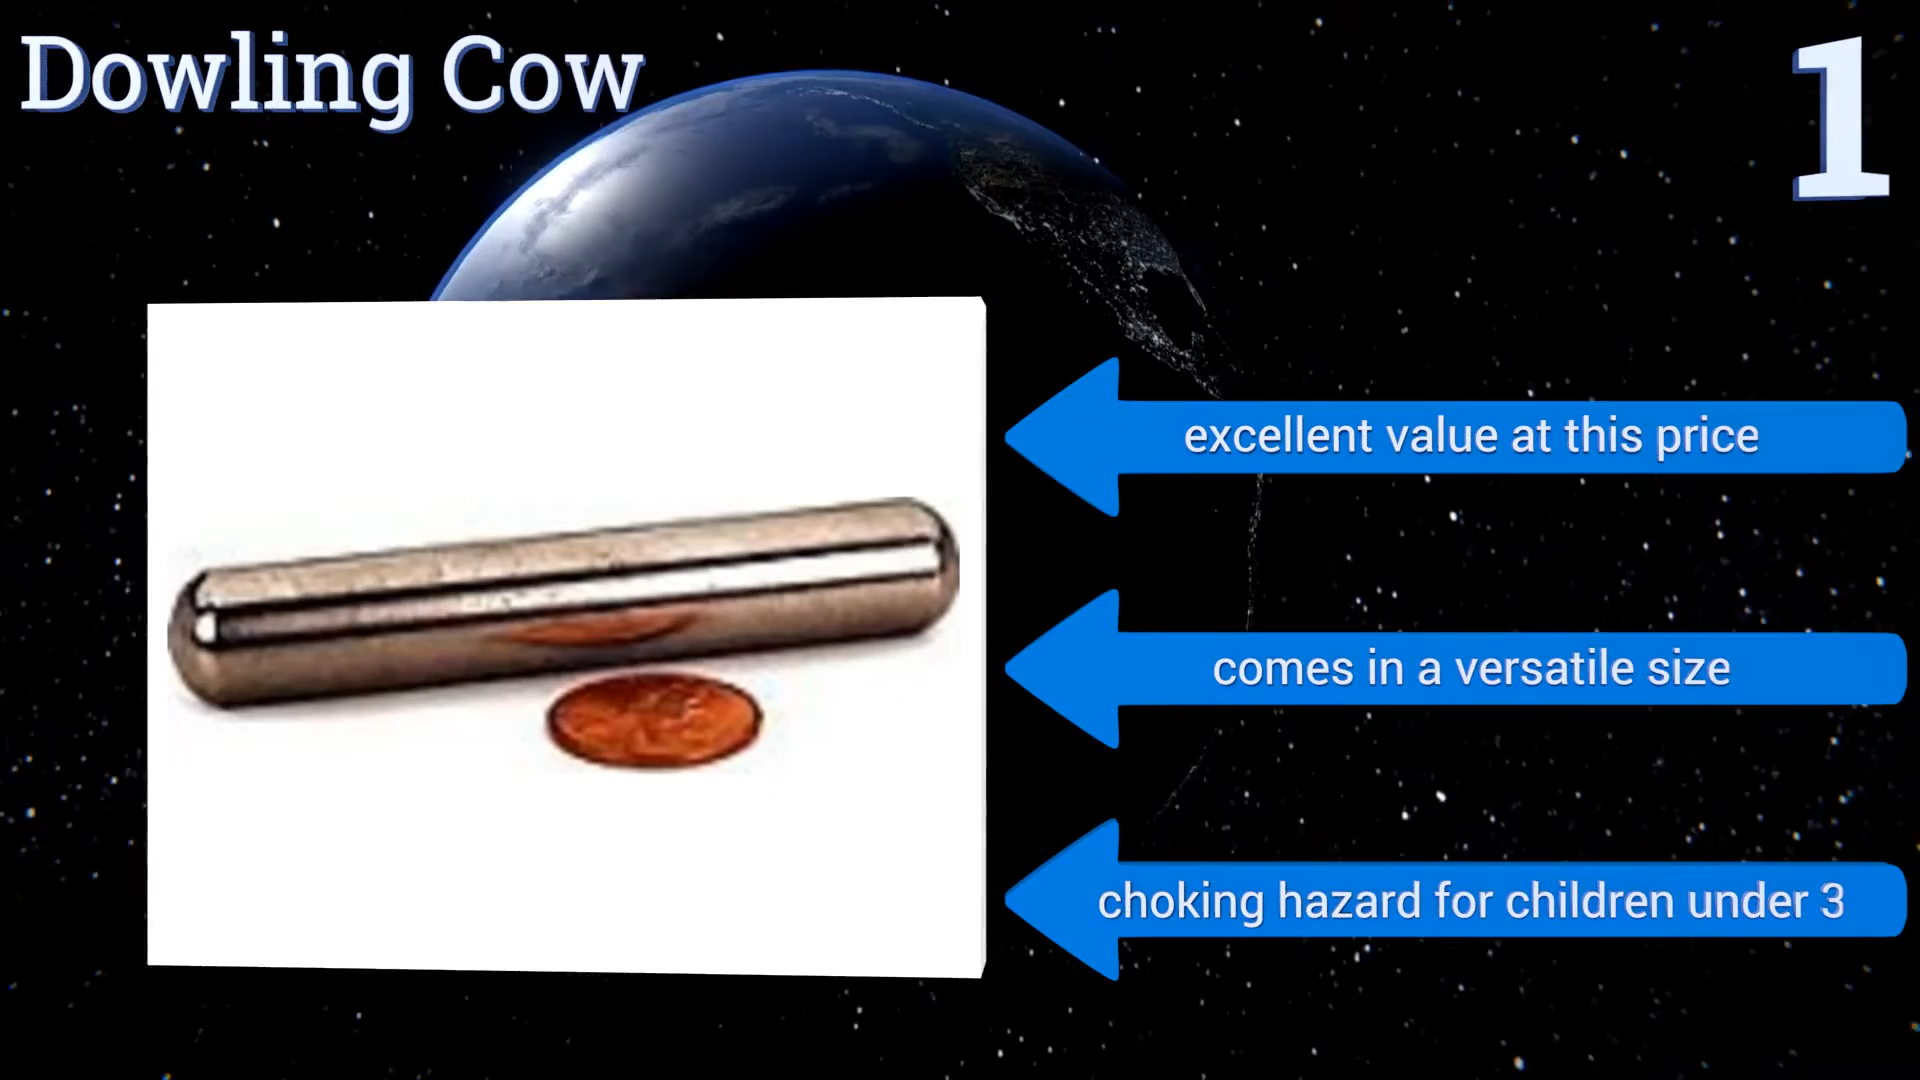 Dowling Cow
1
excellent value at this price
comes in a versatile size
choking hazard for children under 3